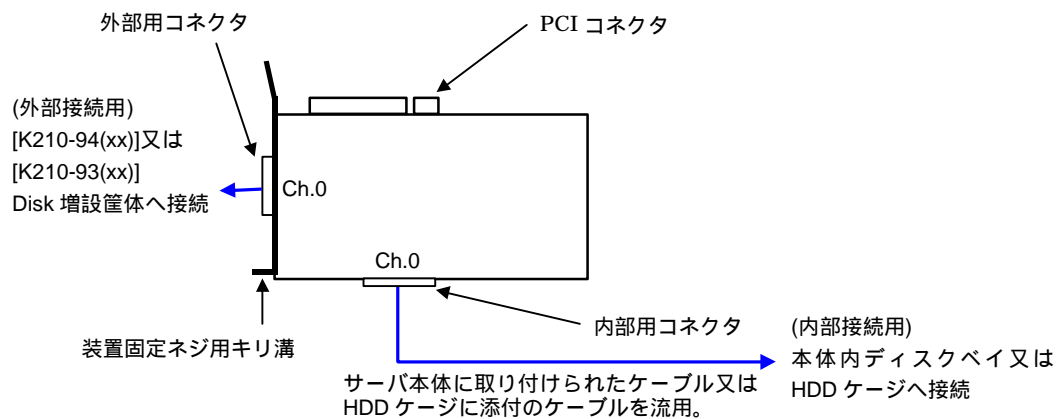 外部用コネクタ
PCI コネクタ
(外部接続用)
[K210-94(xx)]又は
[K210-93(xx)]
Disk 増設筐体へ接続
Ch.0
Ch.0
装置固定ネジ用キリ溝
内部用コネクタ
(内部接続用)
本体内ディスクベイ又は
HDD ケージへ接続
サーバ本体に取り付けられたケーブル又は
HDD ケージに添付のケーブルを流用。